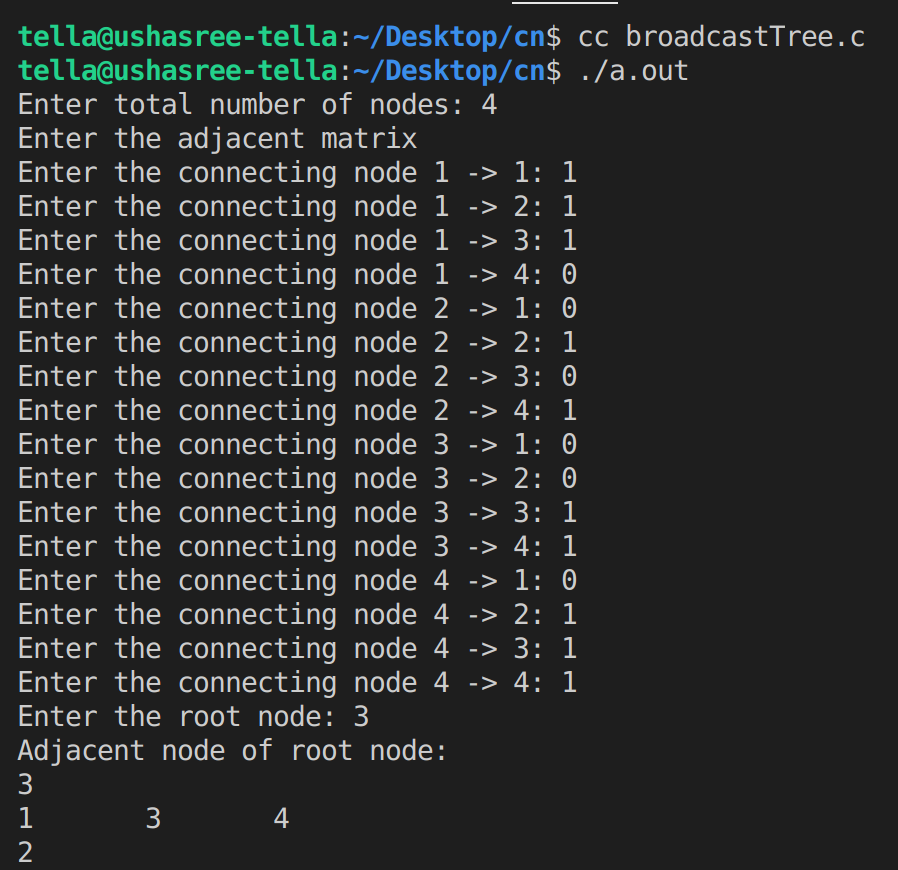 tella@ushasree-tella:~/Desktop/cn$ cc broadcastTree.c
tella@ushasree-tella:~/Desktop/cn$ ./a.out
Enter total number of nodes: 4
Enter the adjacent matrix
Enter the connecting node 1 -> 1: 1
Enter the connecting node 1 -> 2: 1
Enter the connecting node 1 -> 3: 1
Enter the connecting node 1 -> 4: 0
Enter the connecting node 2 -> 1: 0
Enter the connecting node 2 -> 2: 1
Enter the connecting node 2 -> 3: 0
Enter the connecting node 2 -> 4: 1
Enter the connecting node 3 -> 1: 0
Enter the connecting node 3 -> 2: 0
Enter the connecting node 3 -> 3: 1
Enter the connecting node 3 -> 4: 1
Enter the connecting node 4 -> 1: 0
Enter the connecting node 4 -> 2: 1
Enter the connecting node 4 -> 3: 1
Enter the connecting node 4 -> 4: 1
Enter the root node: 3
Adjacent node of root node:
3
1       3       4
2